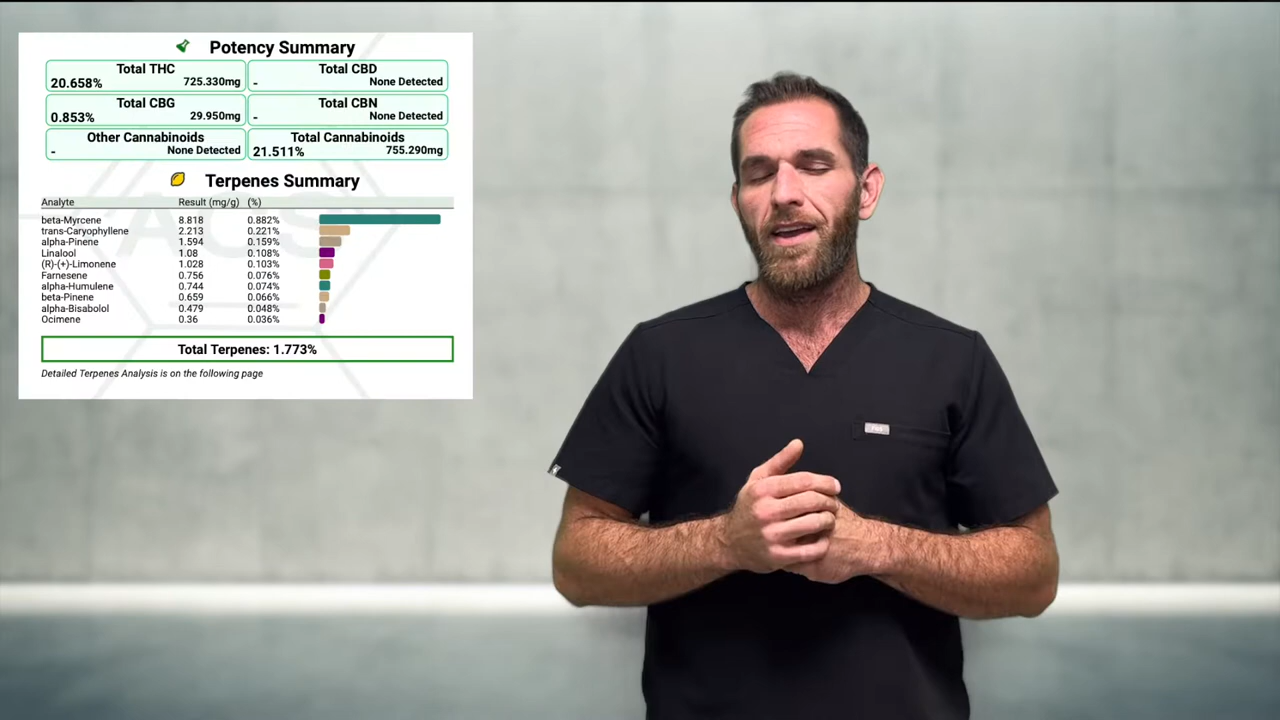 Potency Summary
Total THC
20.658% 725.330mg
Total CBD
- None Detected
Total CBG
0.853% 29.950mg
Total CBN
- None Detected
Other Cannabinoids
- None Detected
Total Cannabinoids
21.511% 755.290mg
Terpenes Summary
Analyte Result (mg/g) (%)
beta-Myrcene 8.818 0.882%
trans-Caryophyllene 2.213 0.221%
alpha-Pinene 1.594 0.159%
Linalool 1.08 0.108%
(R)-(+)-Limonene 1.028 0.103%
Farnesene 0.756 0.076%
alpha-Humulene 0.744 0.074%
beta-Pinene 0.659 0.066%
alpha-Bisabolol 0.479 0.048%
Ocimene 0.36 0.036%
Total Terpenes: 1.773%
Detailed Terpenes Analysis is on the following page
ACS